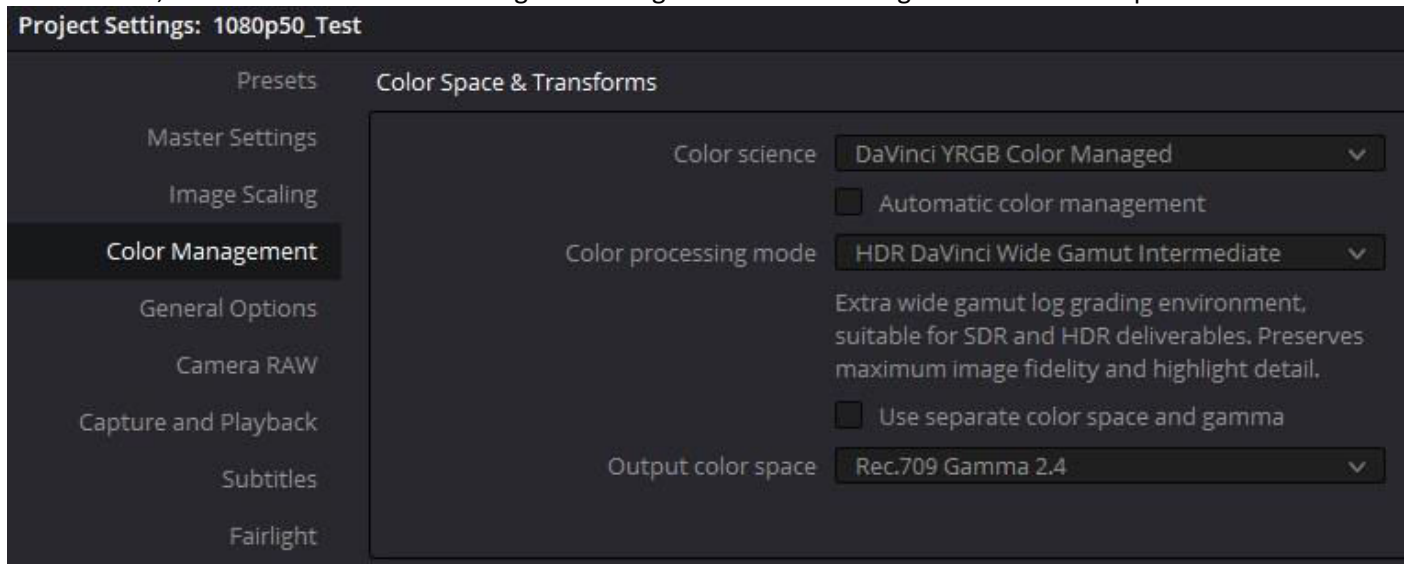 Project Settings: 1080p50_Test
Presets
Master Settings
Image Scaling
Color Management
General Options
Camera RAW
Capture and Playback
Subtitles
Fairlight
Color Space & Transforms
Color science DaVinci YRGB Color Managed
Automatic color management
Color processing mode HDR DaVinci Wide Gamut Intermediate
Extra wide gamut log grading environment,
suitable for SDR and HDR deliverables. Preserves
maximum image fidelity and highlight detail.
Use separate color space and gamma
Output color space Rec.709 Gamma 2.4